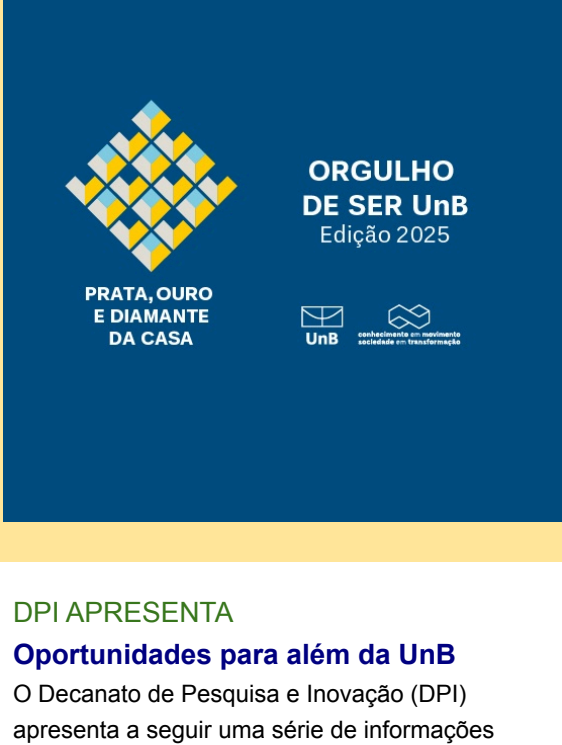 ORGULHO
DE SER UnB
Edição 2025
PRATA, OURO
E DIAMANTE
DA CASA
UnB
conhecimento em movimento
sociedade em transformação
DPI APRESENTA
Oportunidades para além da UnB
O Decanato de Pesquisa e Inovação (DPI)
apresenta a seguir uma série de informações